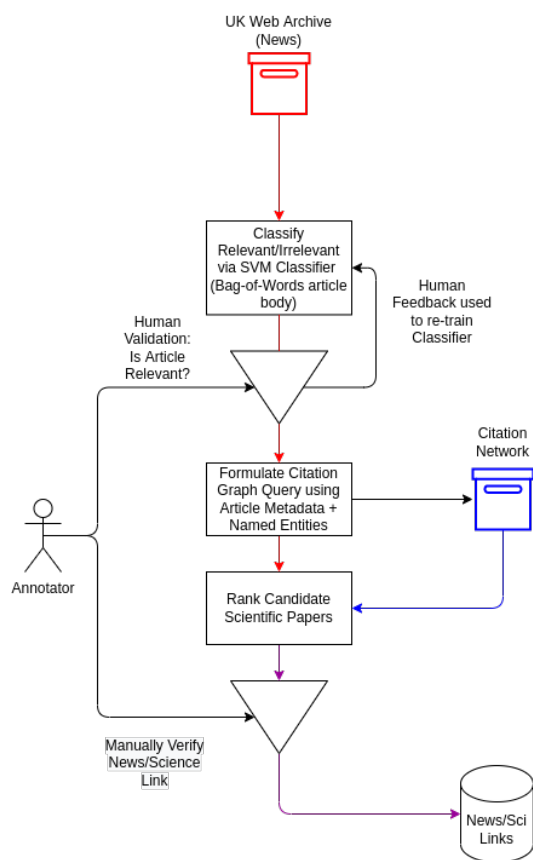 UK Web Archive
(News)
Classify
Relevant/Irrelevant
via SVM Classifier
(Bag-of-Words article
body)
Human
Feedback used
to re-train
Classifier
Human
Validation:
Is Article
Relevant?
Citation
Network
Formulate Citation
Graph Query using
Article Metadata +
Named Entities
Annotator
Rank Candidate
Scientific Papers
Manually Verify
News/Science
Link
News/Sci
Links